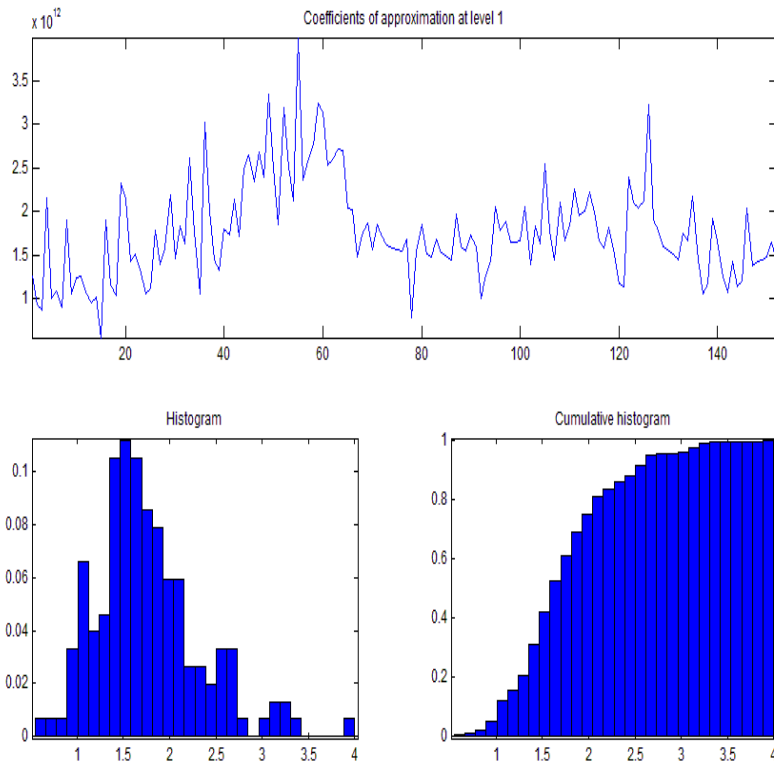 Coefficients of approximation at level 1
x 10^12
3.5
3
2.5
2
1.5
1
20 40 60 80 100 120 140
Histogram
0.1
0.08
0.06
0.04
0.02
0
1 1.5 2 2.5 3 3.5 4
Cumulative histogram
1
0.8
0.6
0.4
0.2
0
1 1.5 2 2.5 3 3.5 4